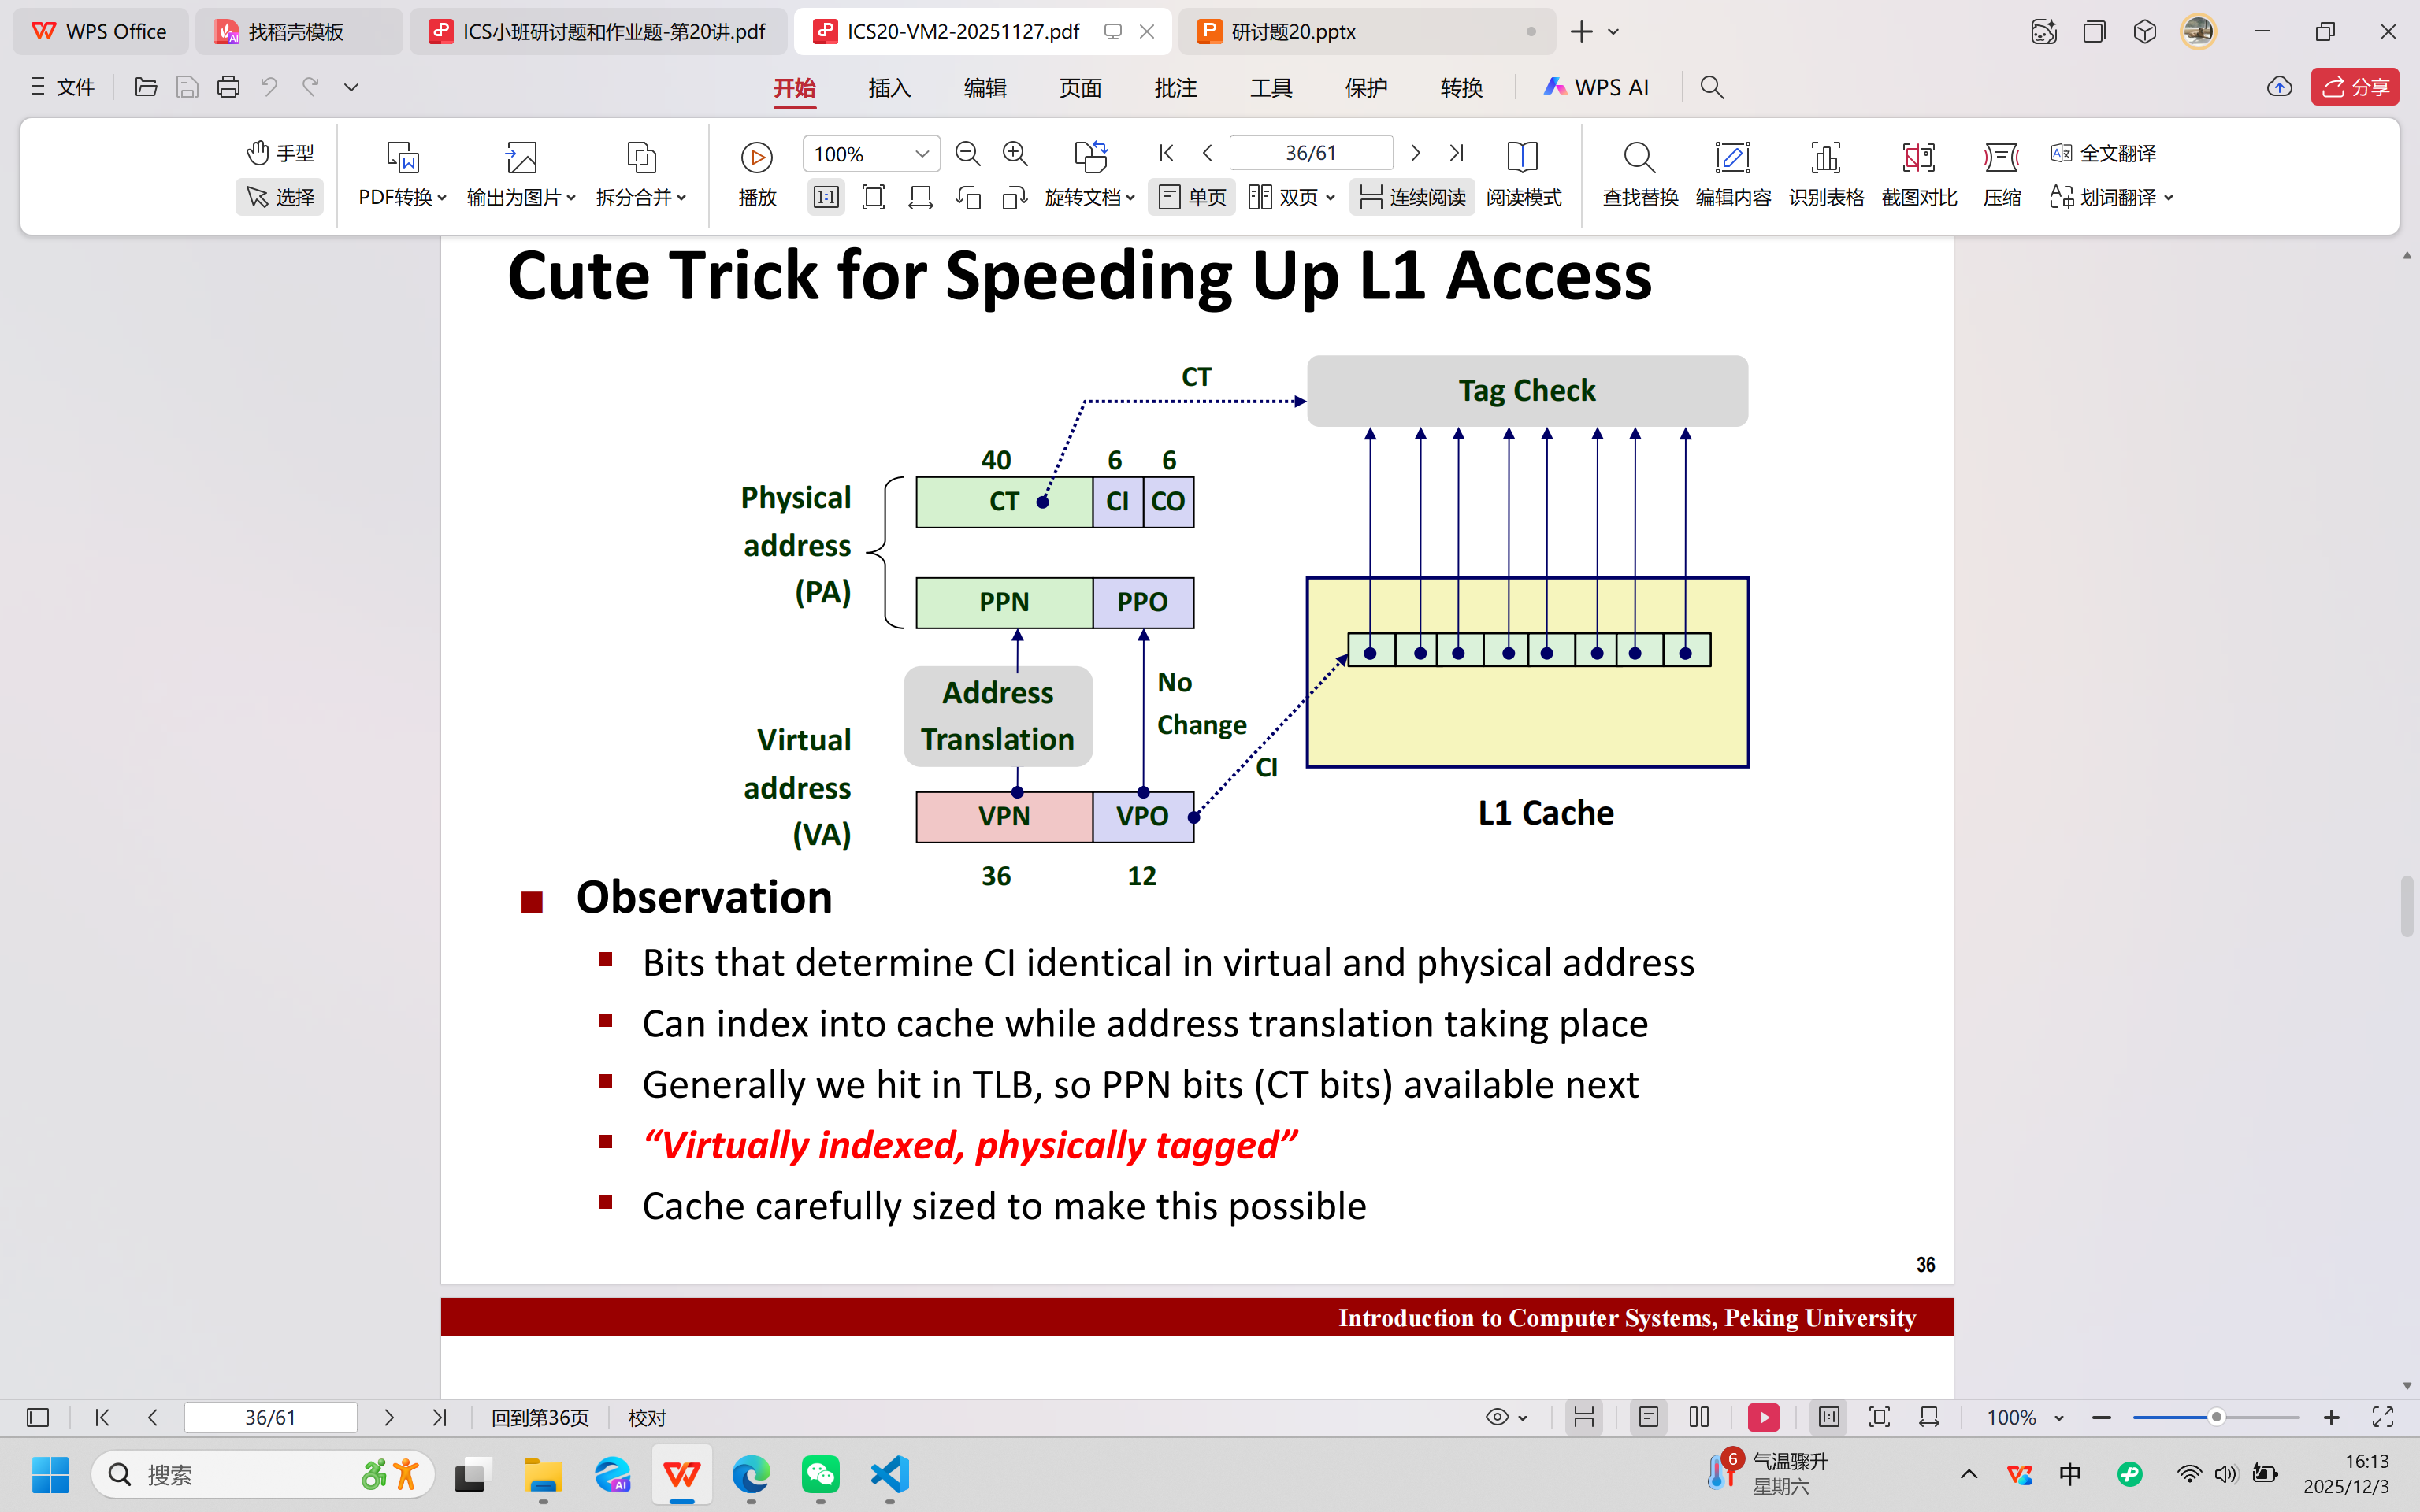 WPS Office
找稻壳模板
ICS小班研讨题和作业题-第20讲.pdf
ICS20-VM2-20251127.pdf
研讨题20.pptx
文件
开始
插入
编辑
页面
批注
工具
保护
转换
WPS AI
分享
手型
选择
PDF转换
输出为图片
拆分合并
播放
100%
旋转文档
36/61
单页
双页
连续阅读
阅读模式
查找替换
编辑内容
识别表格
截图对比
压缩
全文翻译
划词翻译
Cute Trick for Speeding Up L1 Access
CT
Tag Check
40 6 6
Physical
address
(PA)
CT CI CO
PPN PPO
Address
Translation
No
Change
CI
Virtual
address
(VA)
VPN VPO
36 12
L1 Cache
Observation
Bits that determine CI identical in virtual and physical address
Can index into cache while address translation taking place
Generally we hit in TLB, so PPN bits (CT bits) available next
“Virtually indexed, physically tagged”
Cache carefully sized to make this possible
36
Introduction to Computer Systems, Peking University
36/61
回到第36页
校对
100%
搜索
6
气温骤升
星期六
中
16:13
2025/12/3